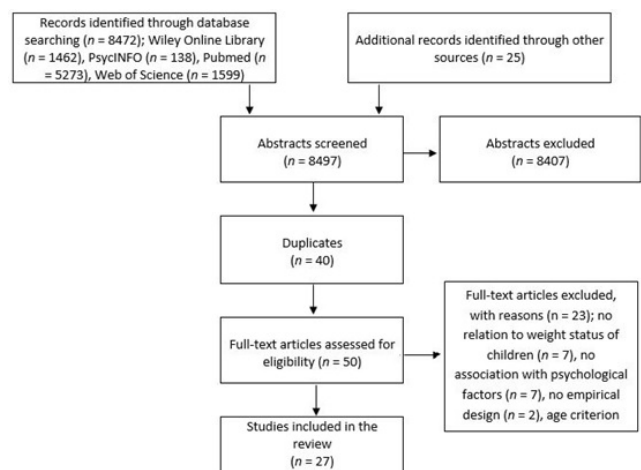 Records identified through database
searching (n = 8472); Wiley Online Library
(n = 1462), PsycINFO (n = 138), Pubmed (n
= 5273), Web of Science (n = 1599)
Additional records identified through other
sources (n = 25)
Abstracts screened
(n = 8497)
Abstracts excluded
(n = 8407)
Duplicates
(n = 40)
Full-text articles assessed for
eligibility (n = 50)
Full-text articles excluded,
with reasons (n = 23); no
relation to weight status of
children (n = 7), no
association with psychological
factors (n = 7), no empirical
design (n = 2), age criterion
Studies included in the
review
(n = 27)